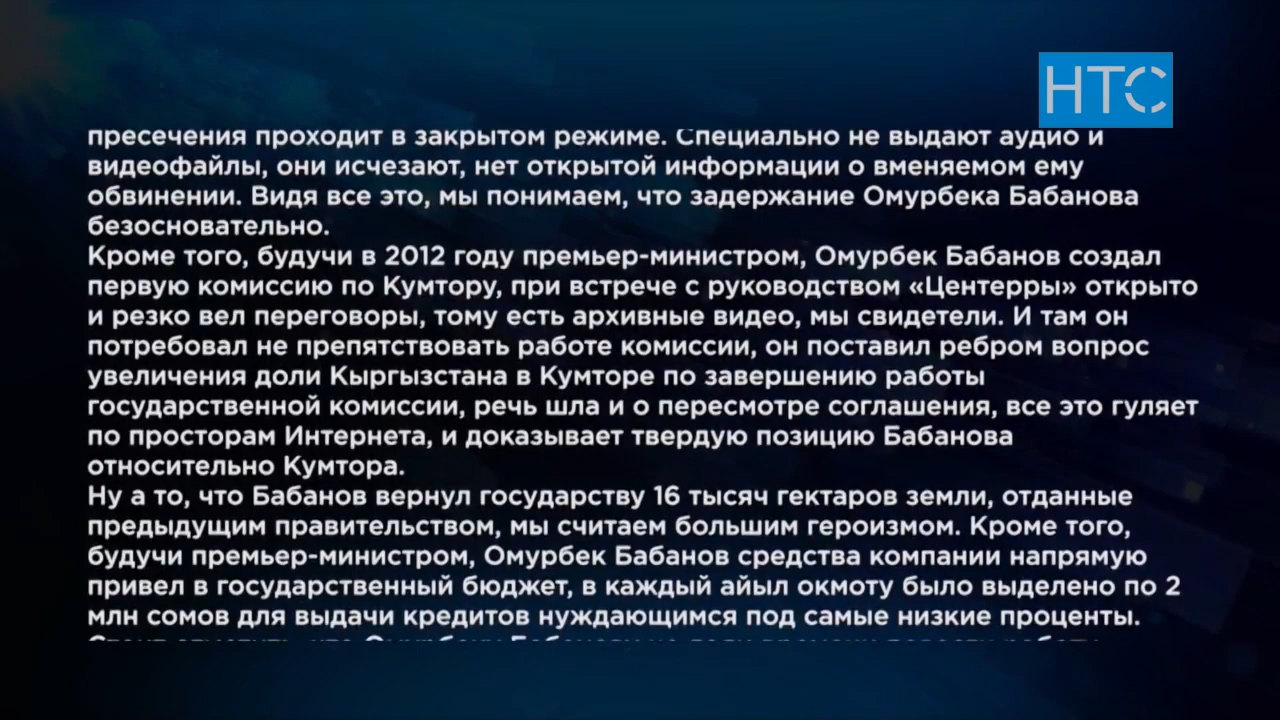 НТС
пресечения проходит в закрытом режиме. Специально не выдают аудио и
видеофайлы, они исчезают, нет открытой информации о вменяемом ему
обвинении. Видя все это, мы понимаем, что задержание Омурбека Бабанова
безосновательно.
Кроме того, будучи в 2012 году премьер-министром, Омурбек Бабанов создал
первую комиссию по Кумтору, при встрече с руководством «Центерры» открыто
и резко вел переговоры, тому есть архивные видео, мы свидетели. И там он
потребовал не препятствовать работе комиссии, он поставил ребром вопрос
увеличения доли Кыргызстана в Кумторе по завершению работы
государственной комиссии, речь шла и о пересмотре соглашения, все это гуляет
по просторам Интернета, и доказывает твердую позицию Бабанова
относительно Кумтора.
Ну а то, что Бабанов вернул государству 16 тысяч гектаров земли, отданные
предыдущим правительством, мы считаем большим героизмом. Кроме того,
будучи премьер-министром, Омурбек Бабанов средства компании напрямую
привел в государственный бюджет, в каждый айыл окмоту было выделено по 2
млн сомов для выдачи кредитов нуждающимся под самые низкие проценты.